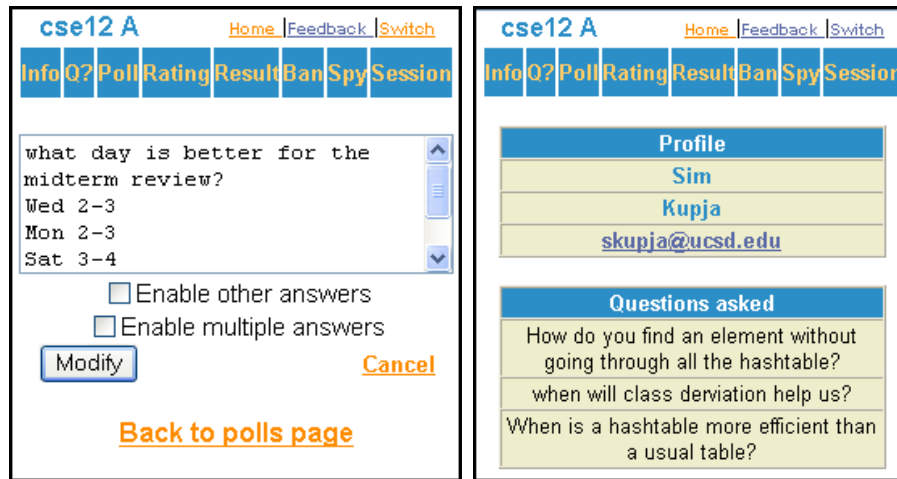 cse12 A
Home |Feedback |Switch
Info Q? Poll Rating Result Ban Spy Session
what day is better for the
midterm review?
Wed 2-3
Mon 2-3
Sat 3-4
Enable other answers
Enable multiple answers
Modify Cancel
Back to polls page
cse12 A
Home |Feedback |Switch
Info Q? Poll Rating Result Ban Spy Session
Profile
Sim
Kupja
skupja@ucsd.edu
Questions asked
How do you find an element without
going through all the hashtable?
when will class derviation help us?
When is a hashtable more efficient than
a usual table?